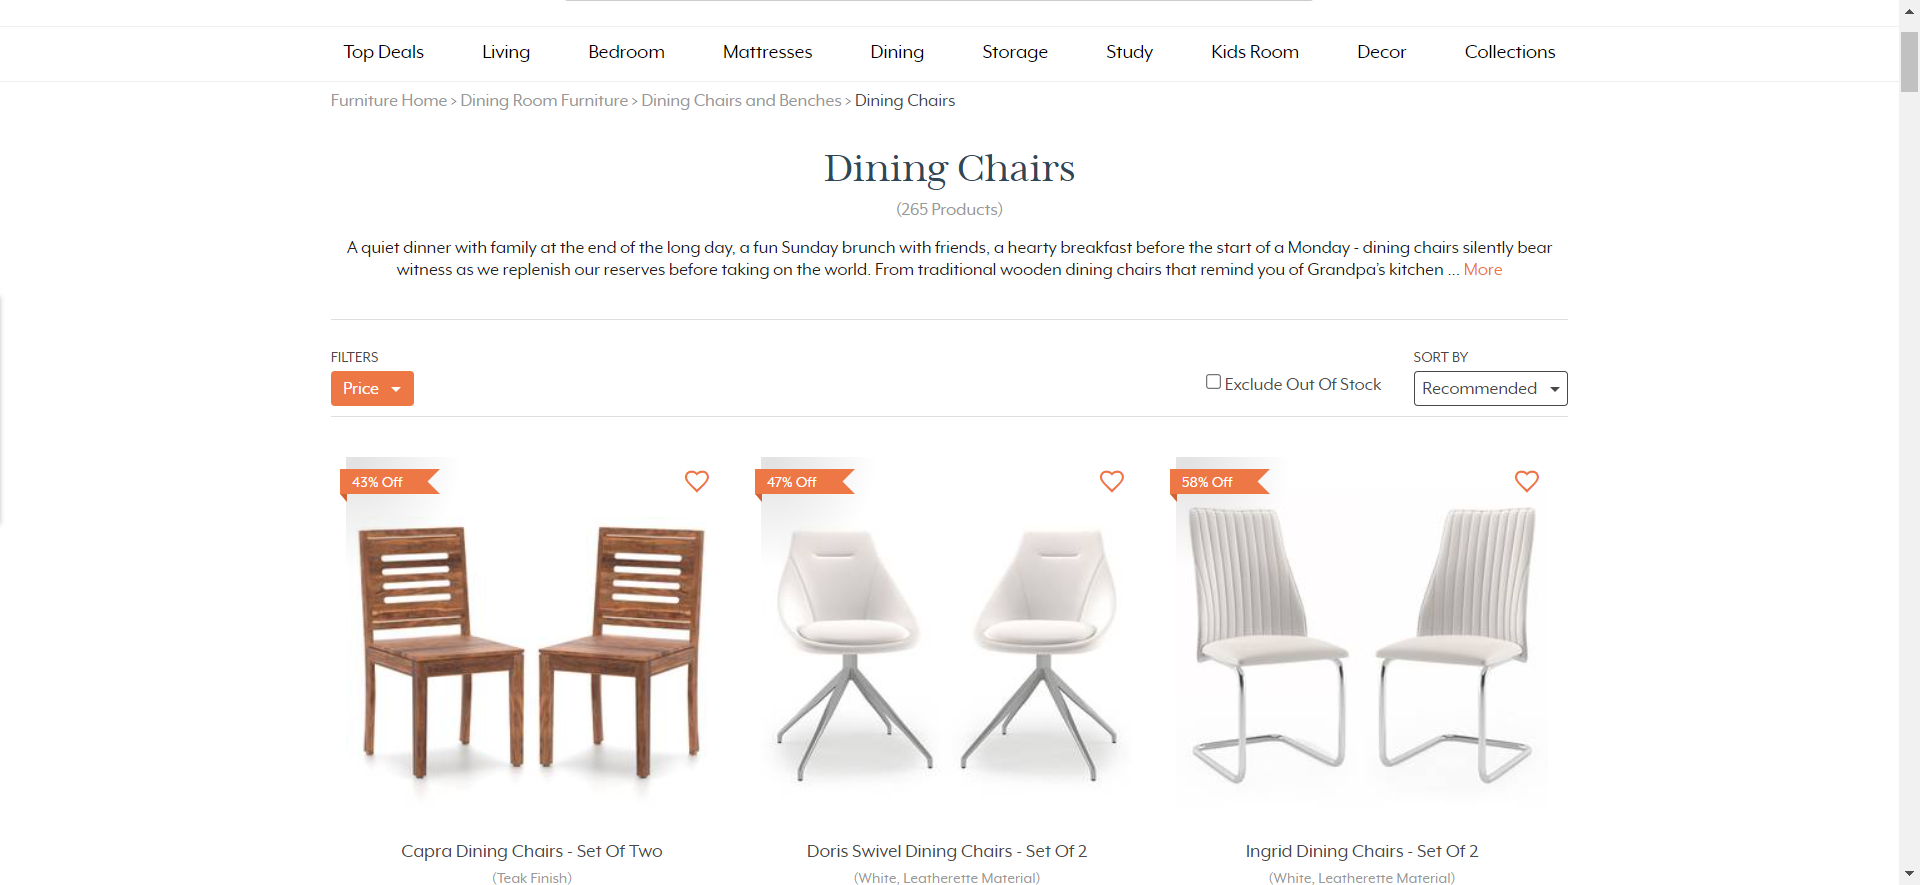 Top Deals Living Bedroom Mattresses Dining Storage Study Kids Room Decor Collections
Furniture Home > Dining Room Furniture > Dining Chairs and Benches > Dining Chairs
Dining Chairs
(265 Products)
A quiet dinner with family at the end of the long day, a fun Sunday brunch with friends, a hearty breakfast before the start of a Monday - dining chairs silently bear
witness as we replenish our reserves before taking on the world. From traditional wooden dining chairs that remind you of Grandpa's kitchen ... More
FILTERS
Price
Exclude Out Of Stock
SORT BY
Recommended
43% Off
47% Off
58% Off
Capra Dining Chairs - Set Of Two
(Teak Finish)
Doris Swivel Dining Chairs - Set Of 2
(White, Leatherette Material)
Ingrid Dining Chairs - Set Of 2
(White, Leatherette Material)